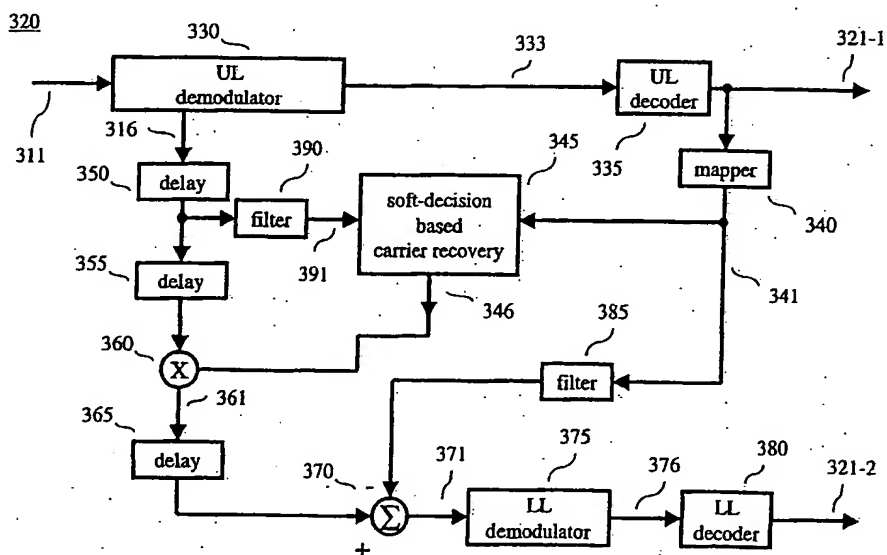 320
330
333
321-1
UL
demodulator
UL
decoder
316
311
335
350
390
345
delay
filter
soft-decision
based
carrier recovery
mapper
340
391
355
delay
346
341
360
X
385
361
filter
365
delay
370
-
371
375
376
380
321-2
Σ
LL
demodulator
LL
decoder
+